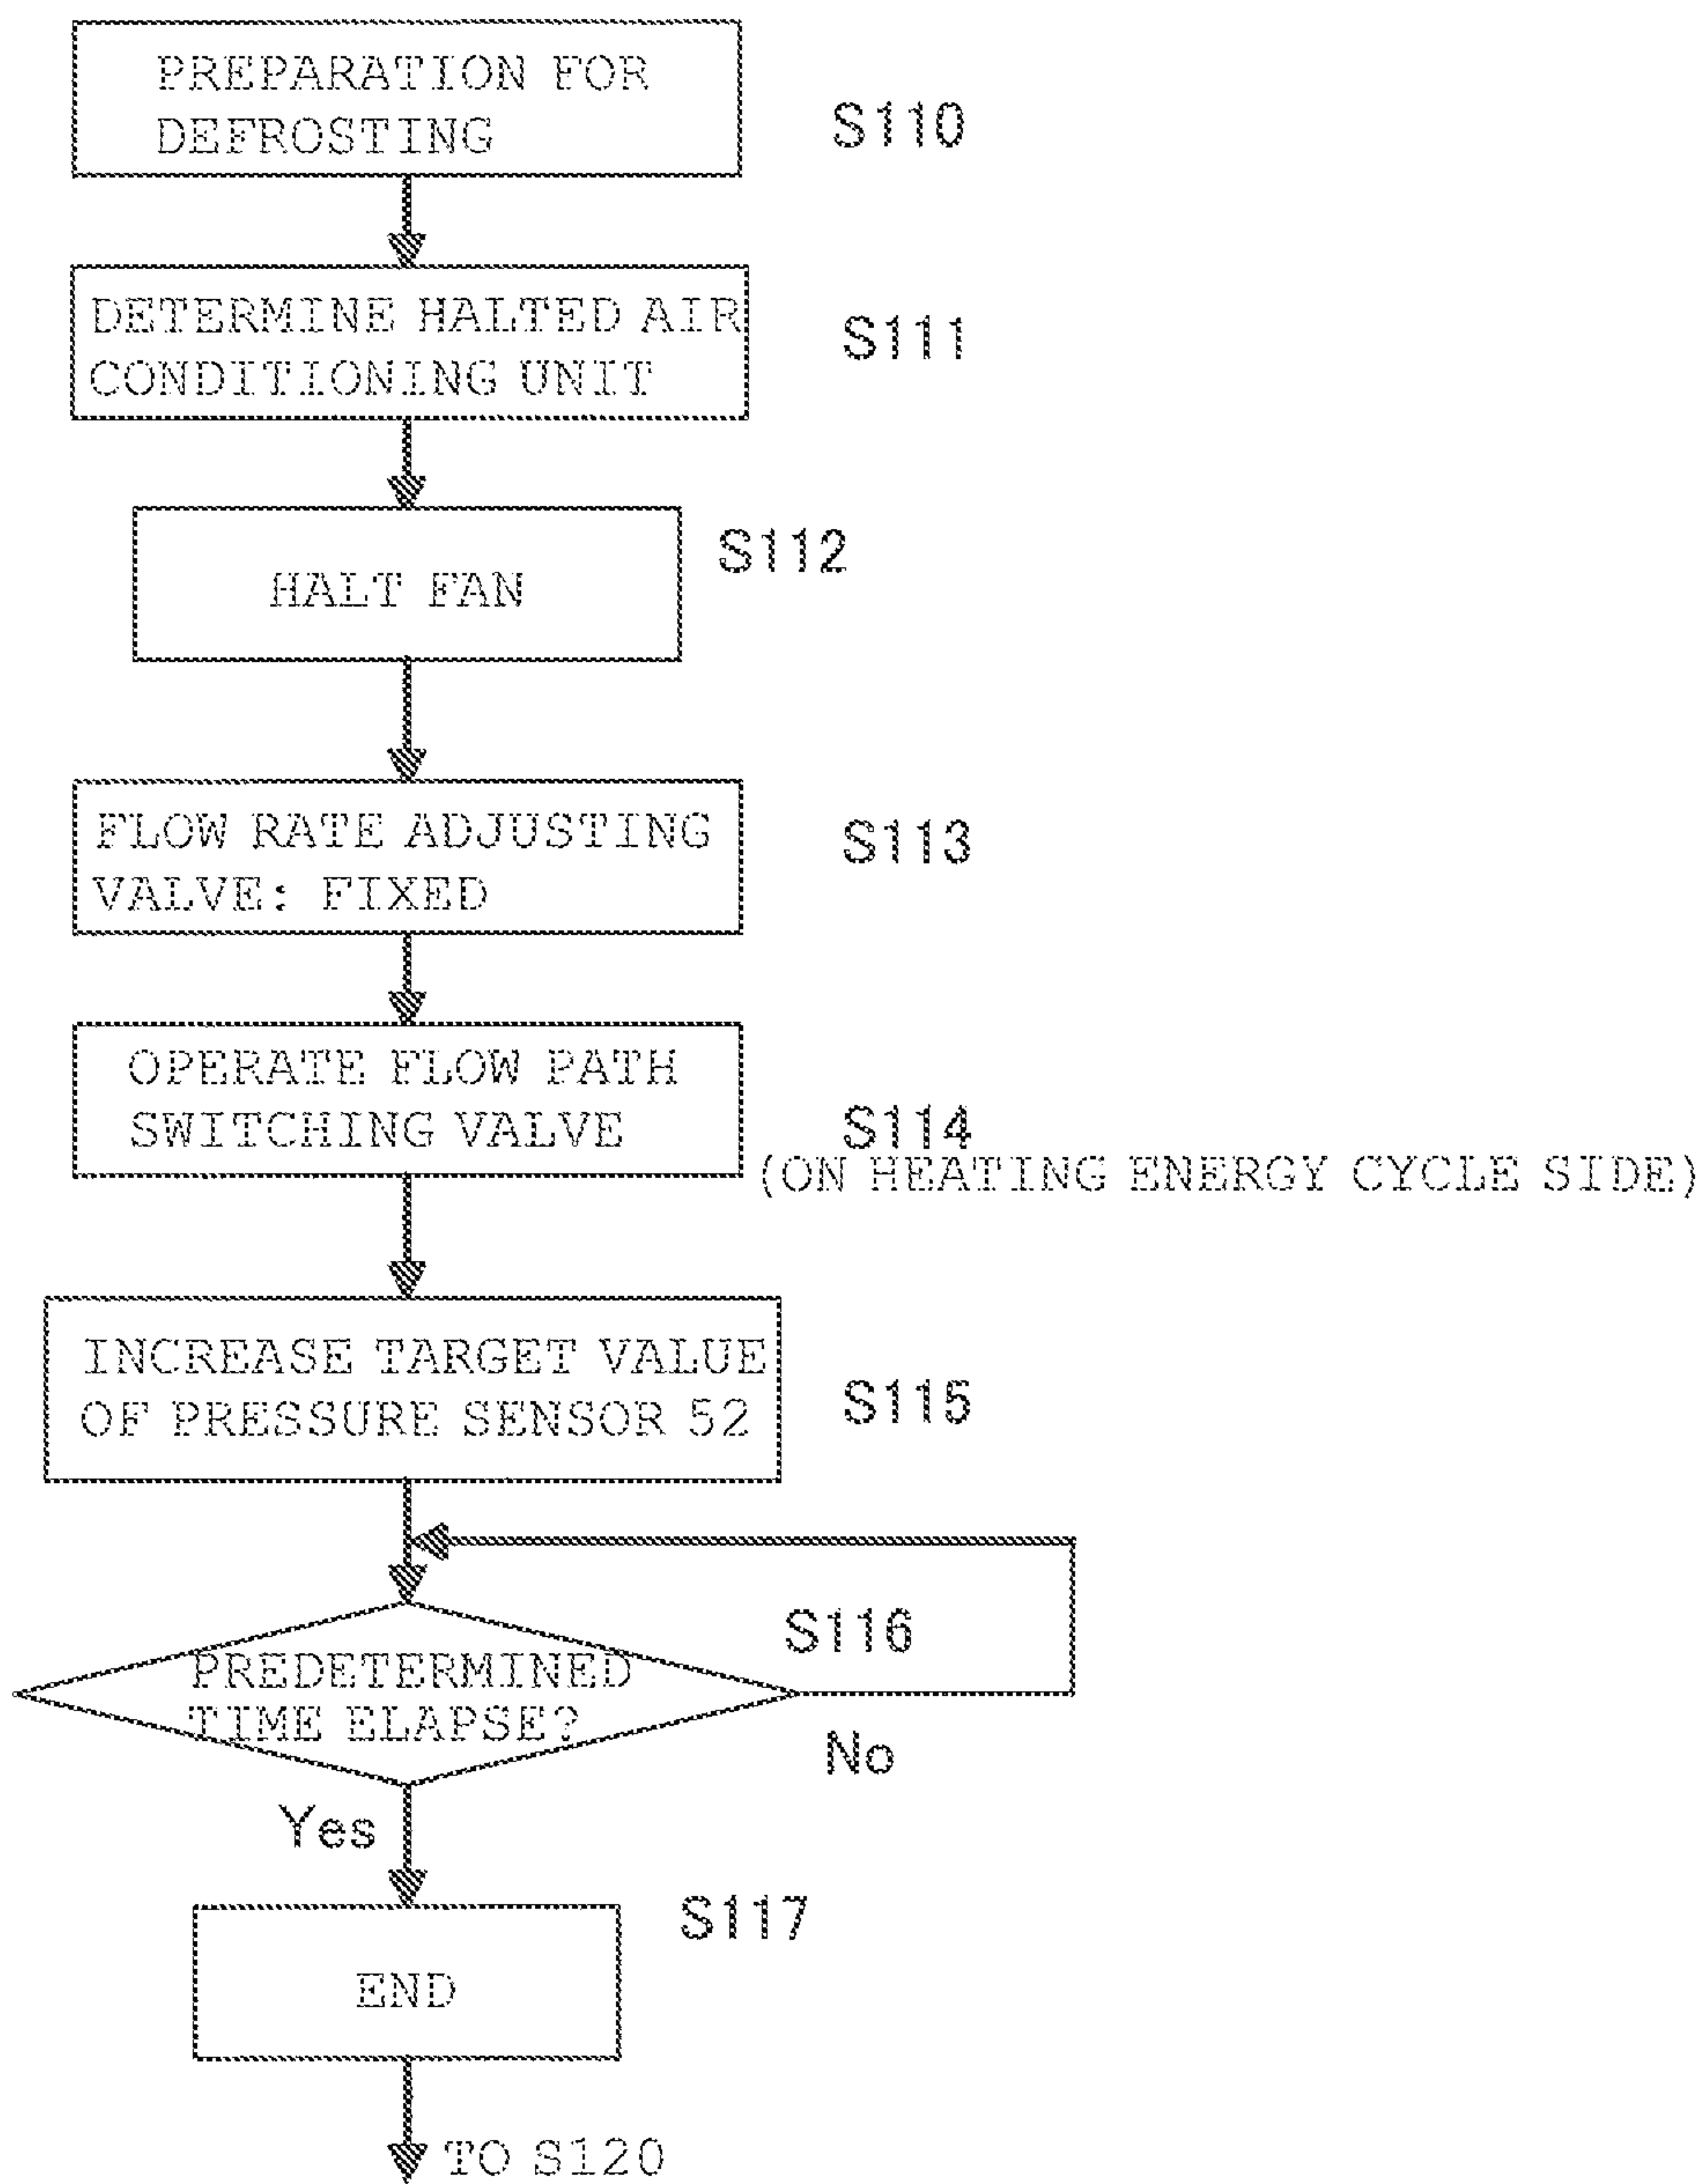 PREPARATION FOR
DEFROSTING
S110
DETERMINE HALTED AIR
CONDITIONING UNIT
S111
HALT FAN
S112
FLOW RATE ADJUSTING
VALVE: FIXED
S113
OPERATE FLOW PATH
SWITCHING VALVE
S114
(ON HEATING ENERGY CYCLE SIDE)
INCREASE TARGET VALUE
OF PRESSURE SENSOR 52
S115
PREDETERMINED
TIME ELAPSE?
S116
No
Yes
END
S117
TO S120